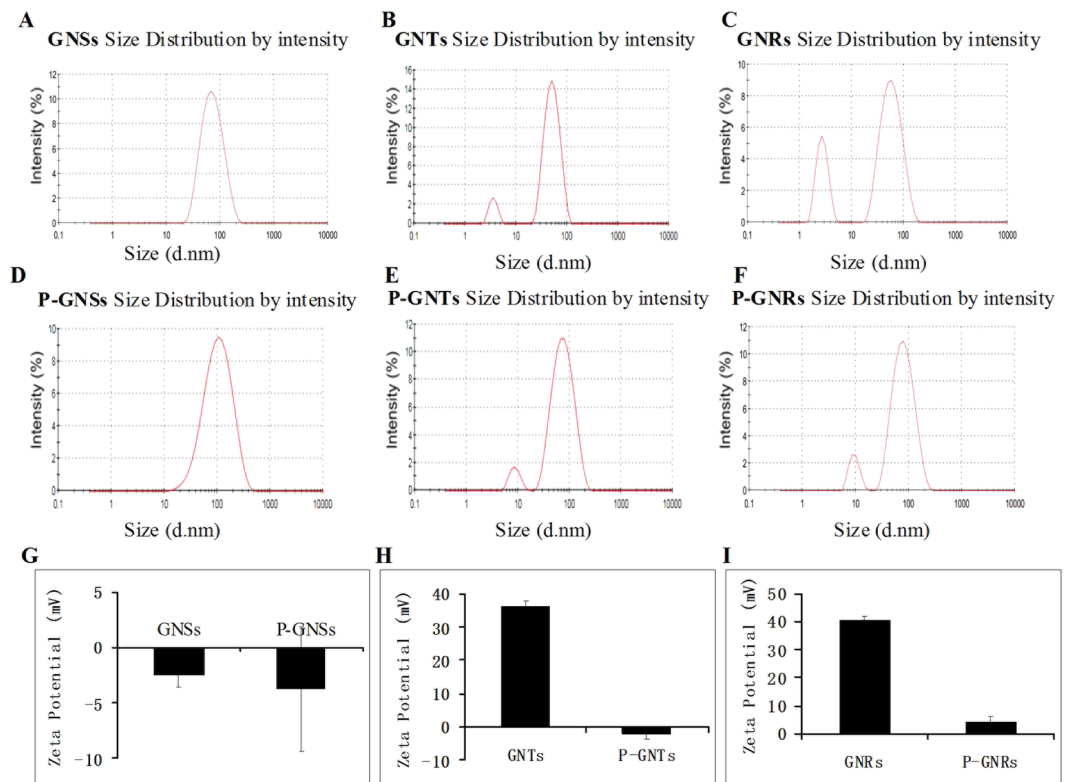 A
GNSs Size Distribution by intensity
Intensity (%)
12
10
8
6
4
2
0
0.1 1 10 100 1000 10000
Size (d.nm)
B
GNTs Size Distribution by intensity
Intensity (%)
16
14
12
10
8
6
4
2
0
0.1 1 10 100 1000 10000
Size (d.nm)
C
GNRs Size Distribution by intensity
Intensity (%)
10
8
6
4
2
0
0.1 1 10 100 1000 10000
Size (d.nm)
D
P-GNSs Size Distribution by intensity
Intensity (%)
10
8
6
4
2
0
0.1 1 10 100 1000 10000
Size (d.nm)
E
P-GNTs Size Distribution by intensity
Intensity (%)
12
10
8
6
4
2
0
0.1 1 10 100 1000 10000
Size (d.nm)
F
P-GNRs Size Distribution by intensity
Intensity (%)
12
10
8
6
4
2
0
0.1 1 10 100 1000 10000
Size (d.nm)
G
Zeta Potential (mV)
5
0
-5
-10
GNSs P-GNSs
H
Zeta Potential (mV)
40
30
20
10
0
-10
GNTs P-GNTs
I
Zeta Potential (mV)
50
40
30
20
10
0
GNRs P-GNRs